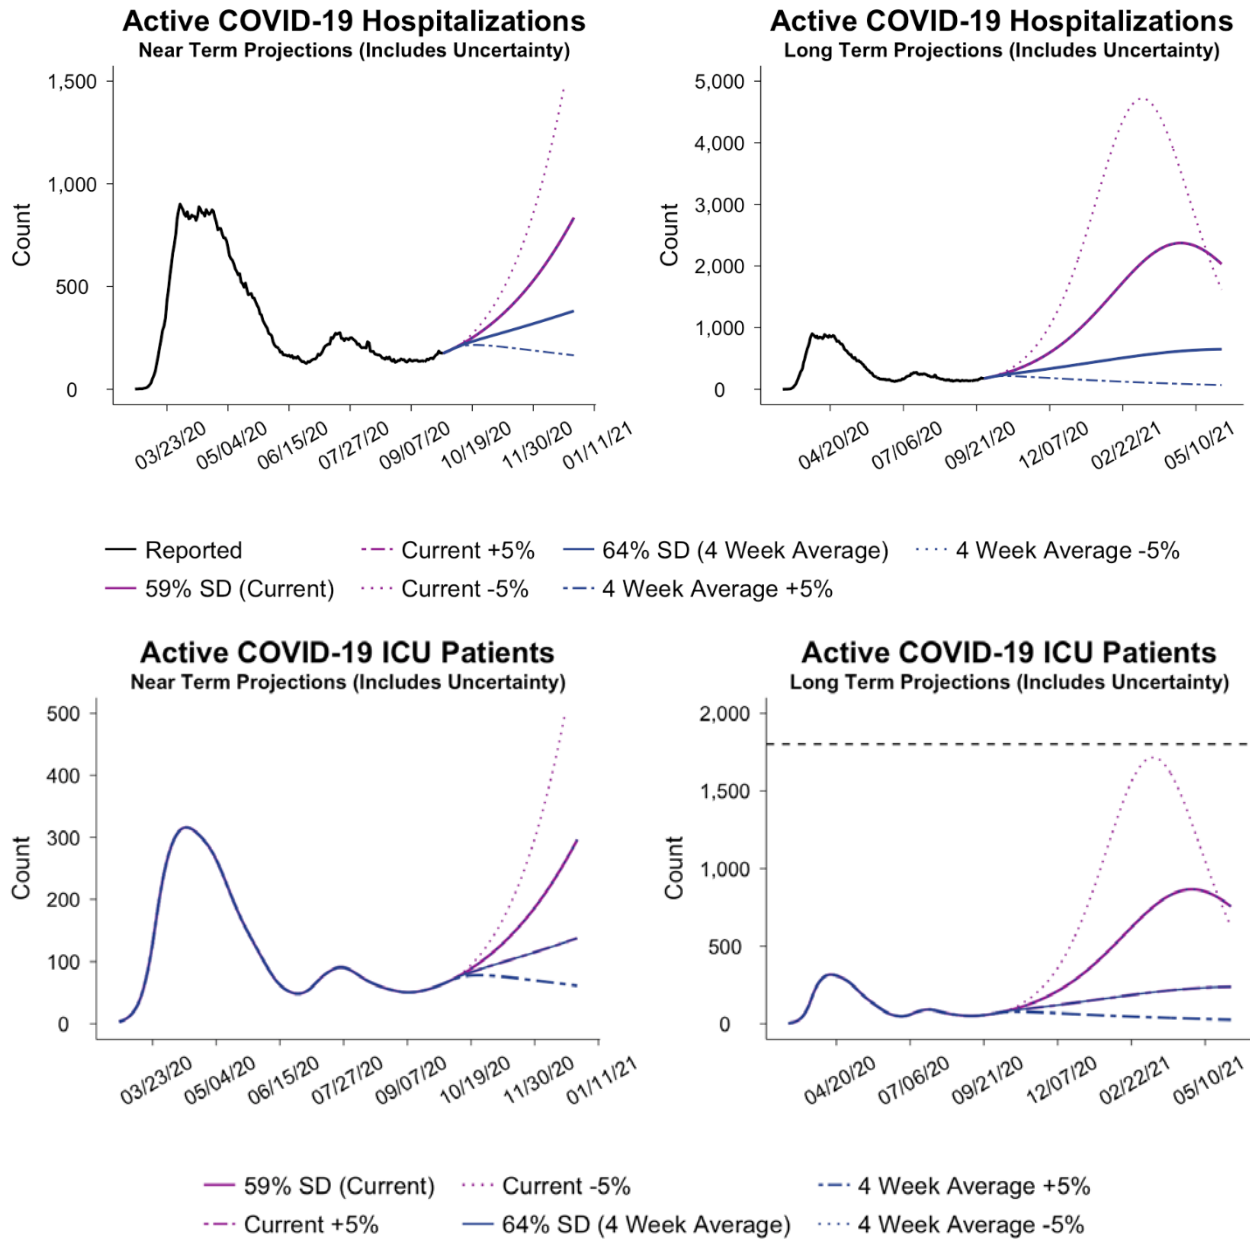 Active COVID-19 Hospitalizations
Near Term Projections (Includes Uncertainty)
1,500
1,000
500
0
Count
03/23/20
05/04/20
06/15/20
07/27/20
09/07/20
10/19/20
11/30/20
01/11/21
Active COVID-19 Hospitalizations
Long Term Projections (Includes Uncertainty)
5,000
4,000
3,000
2,000
1,000
0
Count
04/20/20
07/06/20
09/21/20
12/07/20
02/22/21
05/10/21
Reported
Current +5%
64% SD (4 Week Average)
4 Week Average -5%
59% SD (Current)
Current -5%
4 Week Average +5%
Active COVID-19 ICU Patients
Near Term Projections (Includes Uncertainty)
500
400
300
200
100
0
Count
03/23/20
05/04/20
06/15/20
07/27/20
09/07/20
10/19/20
11/30/20
01/11/21
Active COVID-19 ICU Patients
Long Term Projections (Includes Uncertainty)
2,000
1,500
1,000
500
0
Count
04/20/20
07/06/20
09/21/20
12/07/20
02/22/21
05/10/21
59% SD (Current)
Current -5%
4 Week Average +5%
Current +5%
64% SD (4 Week Average)
4 Week Average -5%